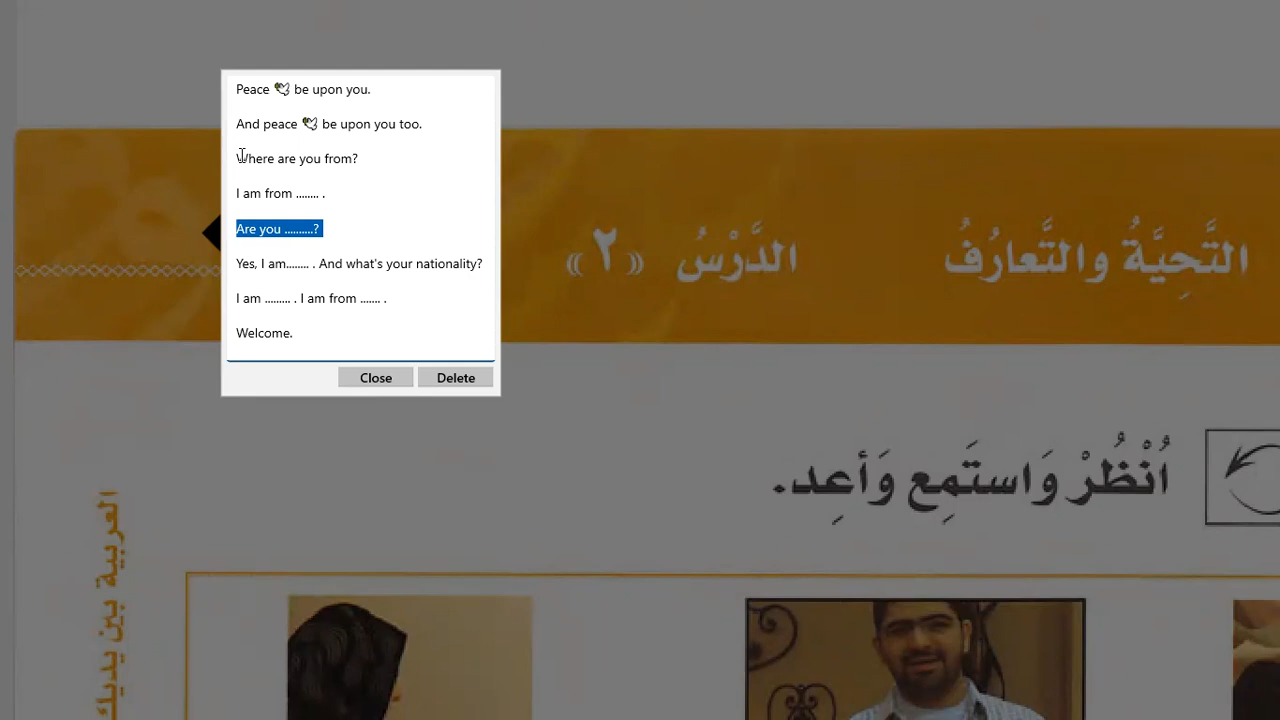 Peace 🕊 be upon you.
And peace 🕊 be upon you too.
Where are you from?
I am from ........ .
Are you ..........?
Yes, I am........ . And what's your nationality?
I am ......... . I am from ....... .
Welcome.
Close Delete
التَّحِيَّةُ والتَّعارُفُ الدَّرْسُ ((٢))
اُنْظُرْ وَاستَمِع وَأعِد.
العربية بين يديك